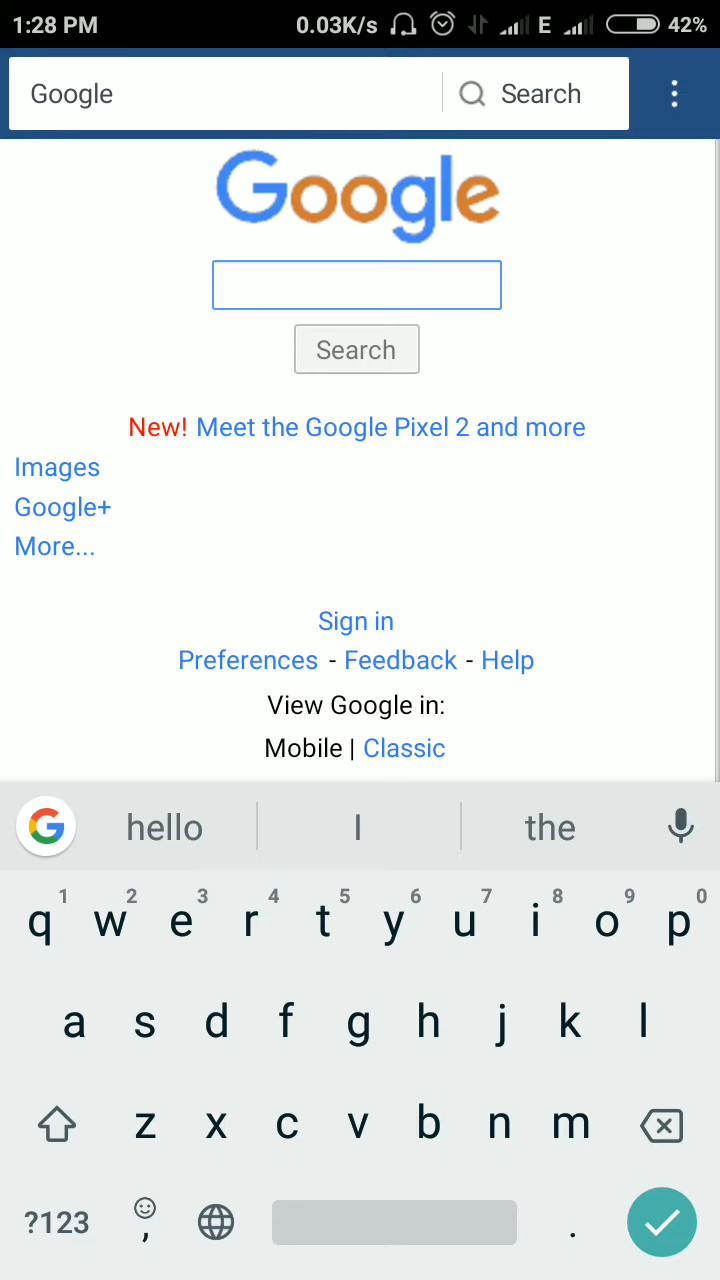 1:28 PM 0.03K/s E 42%
Google Search
Google
Search
New! Meet the Google Pixel 2 and more
Images
Google+
More...
Sign in
Preferences - Feedback - Help
View Google in:
Mobile | Classic
G hello I the
1 2 3 4 5 6 7 8 9 0
q w e r t y u i o p
a s d f g h j k l
z x c v b n m
?123 , .